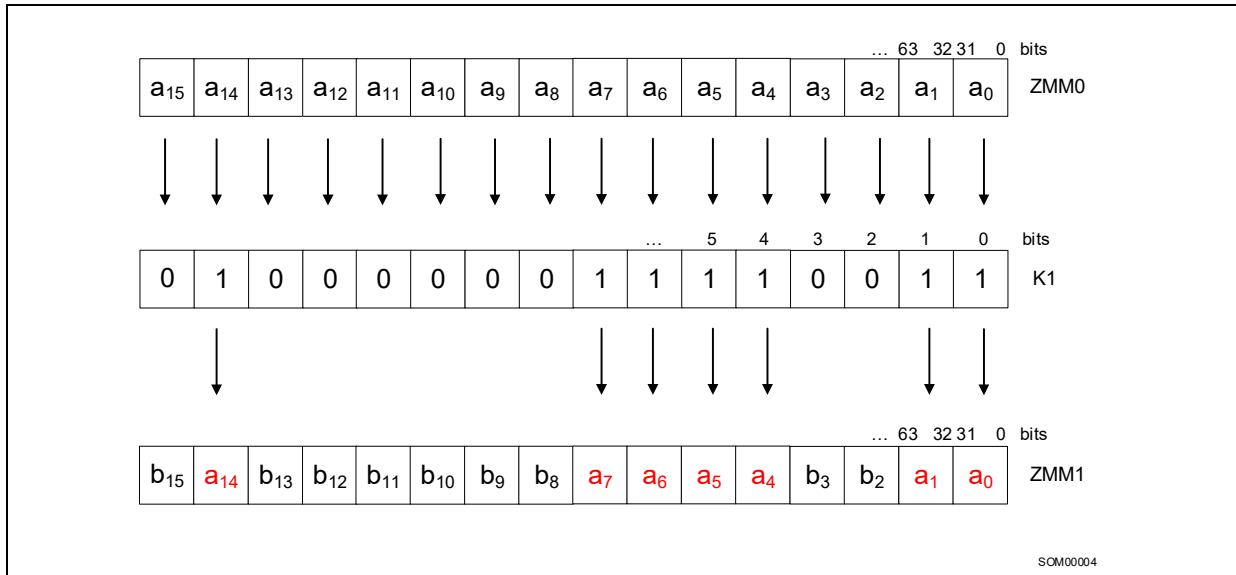 ... 63 32 31 0 bits
a15 a14 a13 a12 a11 a10 a9 a8 a7 a6 a5 a4 a3 a2 a1 a0 ZMM0
... 5 4 3 2 1 0 bits
0 1 0 0 0 0 0 0 1 1 1 1 0 0 1 1 K1
... 63 32 31 0 bits
b15 a14 b13 b12 b11 b10 b9 b8 a7 a6 a5 a4 b3 b2 a1 a0 ZMM1
SOM00004